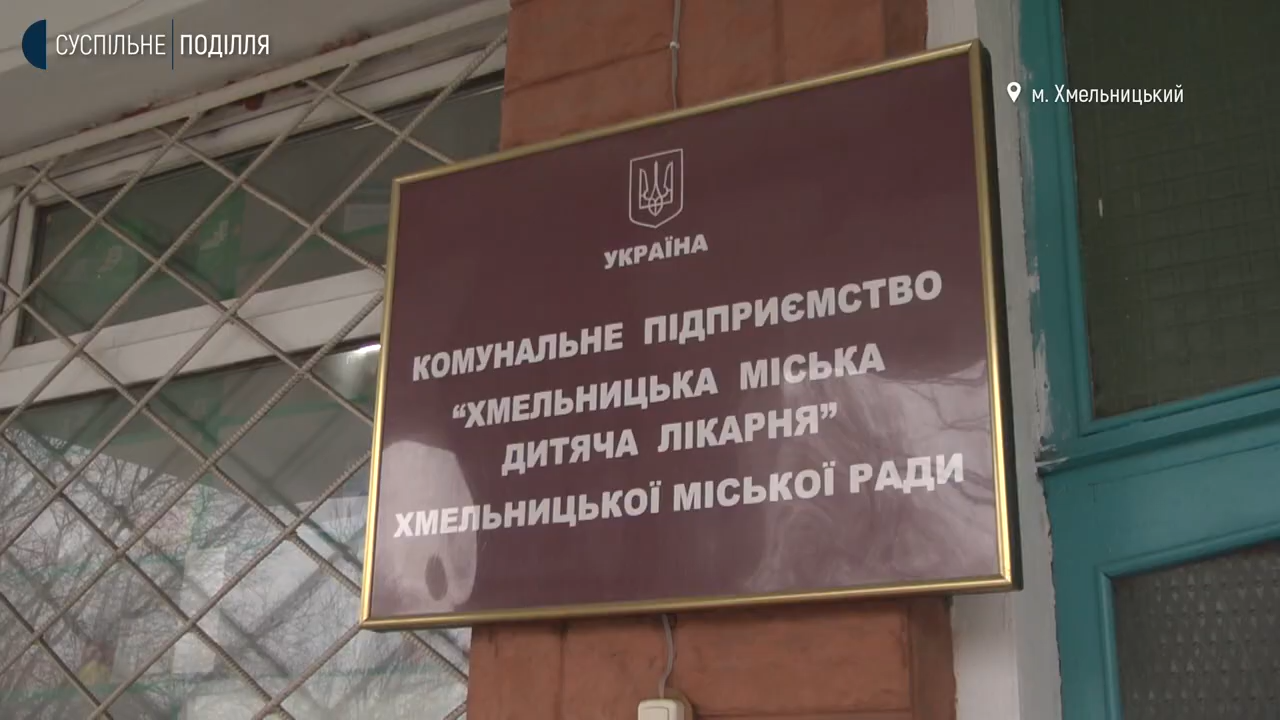 СУСПІЛЬНЕ ПОДІЛЛЯ
м. Хмельницький
УКРАЇНА
КОМУНАЛЬНЕ ПІДПРИЄМСТВО
“ХМЕЛЬНИЦЬКА МІСЬКА
ДИТЯЧА ЛІКАРНЯ”
ХМЕЛЬНИЦЬКОЇ МІСЬКОЇ РАДИ